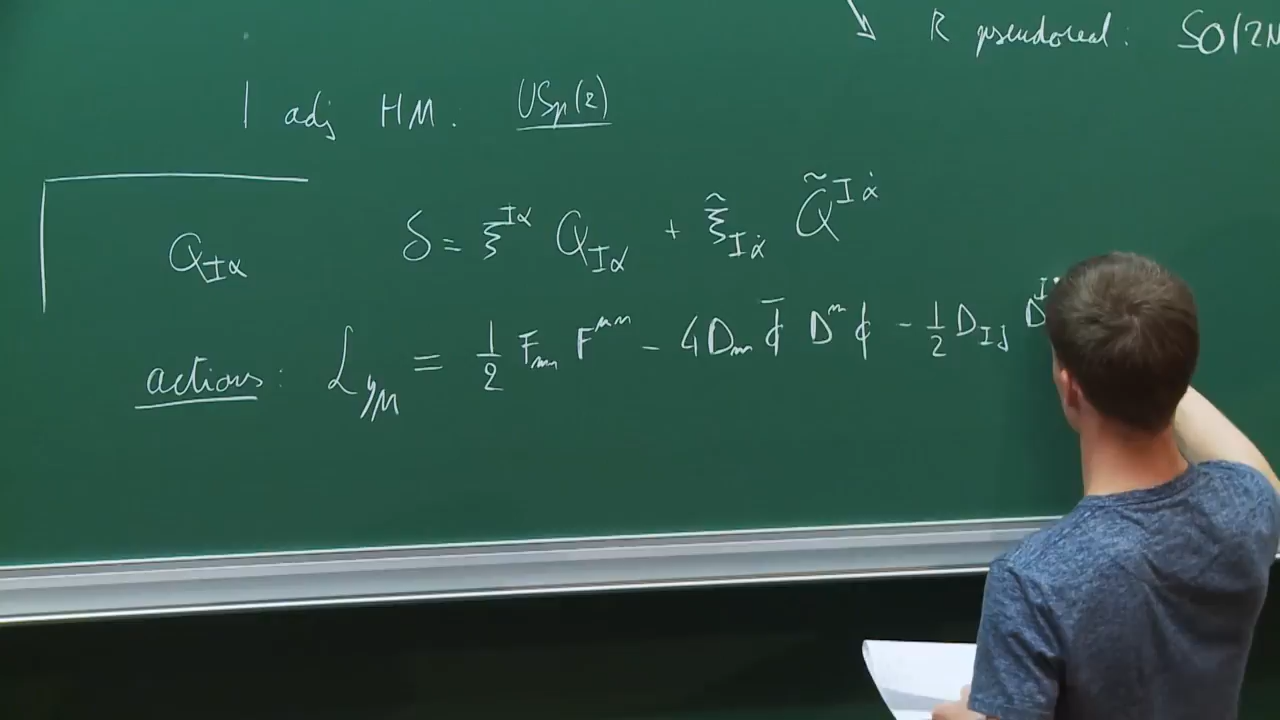 R pseudoreal: SO(2N
1 adj HM: USp(2)
Q_{Iα} δ = ξ^{Iα} Q_{Iα} + ξ̃_{Iα̇} Q̃^{Iα̇}
actions: L_{YM} = 1/2 F_{mn} F^{mn} - 4 D_m ϕ̄ D^m ϕ - 1/2 D_{IJ} D^I